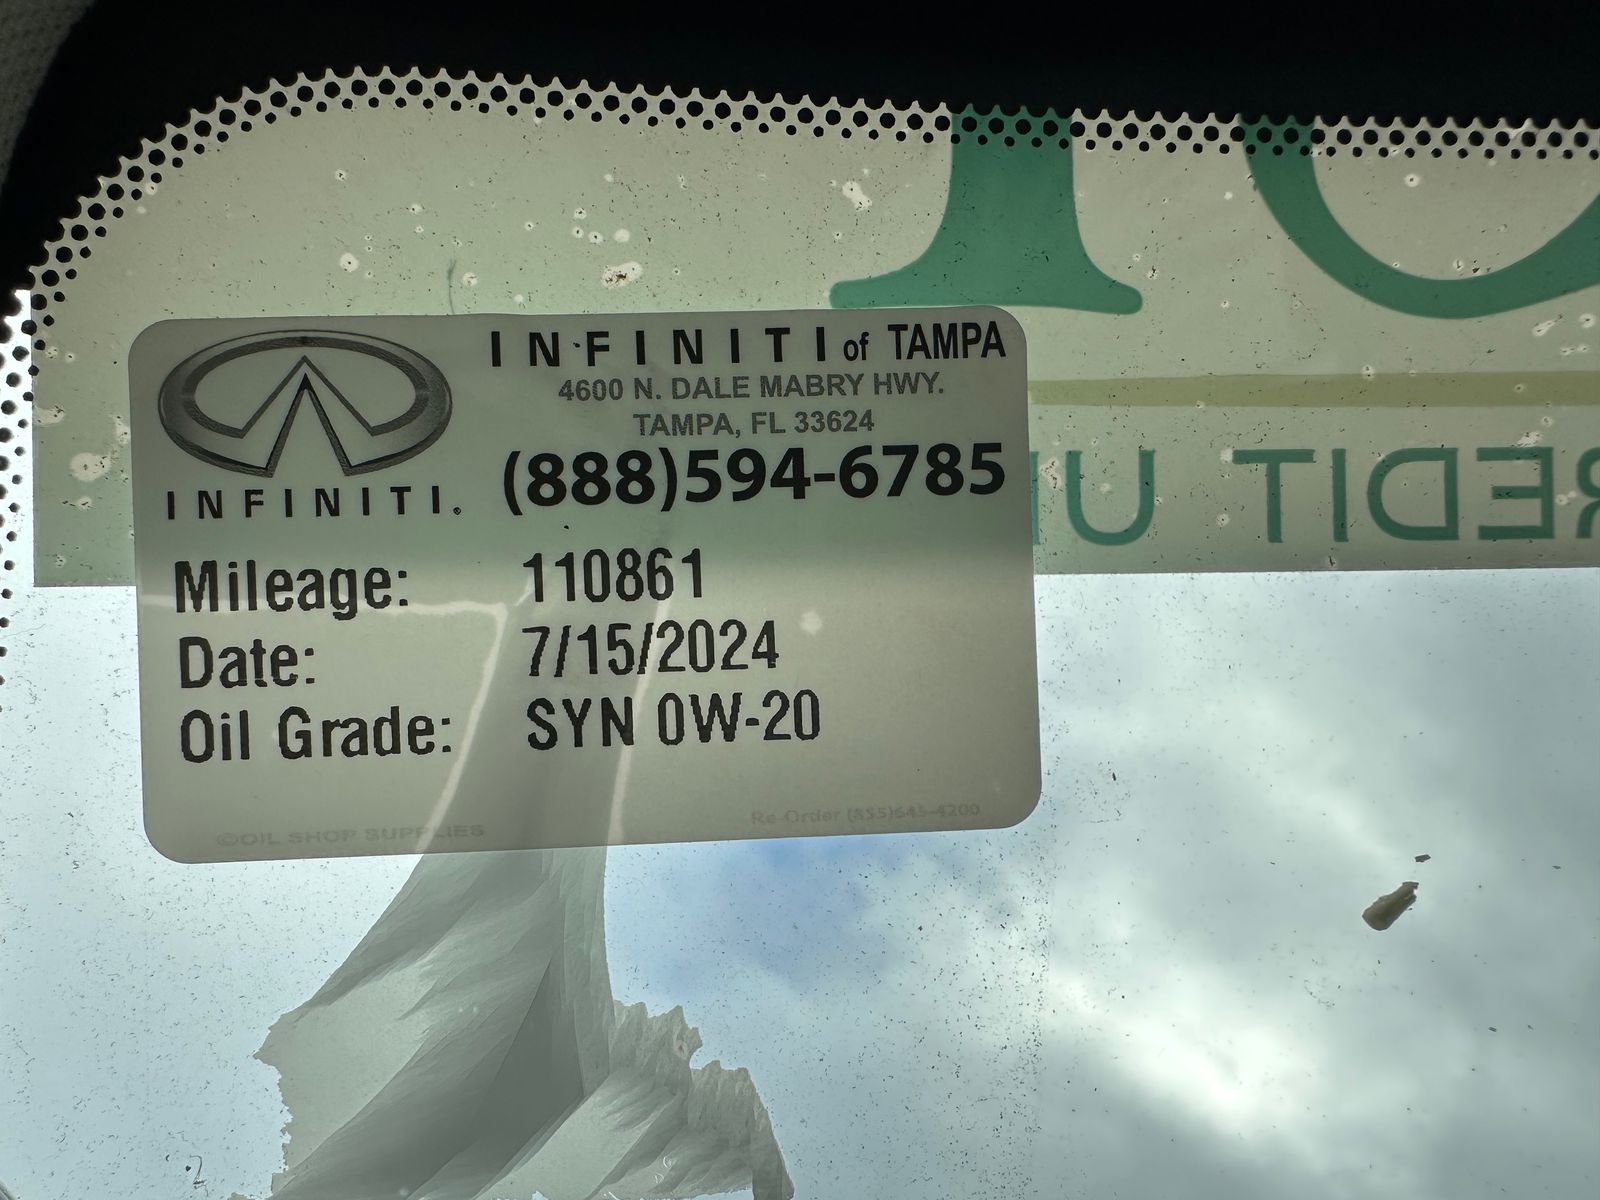 INFINITI of TAMPA
4600 N. DALE MABRY HWY.
TAMPA, FL 33624
(888)594-6785
INFINITI.
Mileage: 110861
Date: 7/15/2024
Oil Grade: SYN 0W-20
©OIL SHOP SUPPLIES
Re-Order (855)645-4200
EDIT U